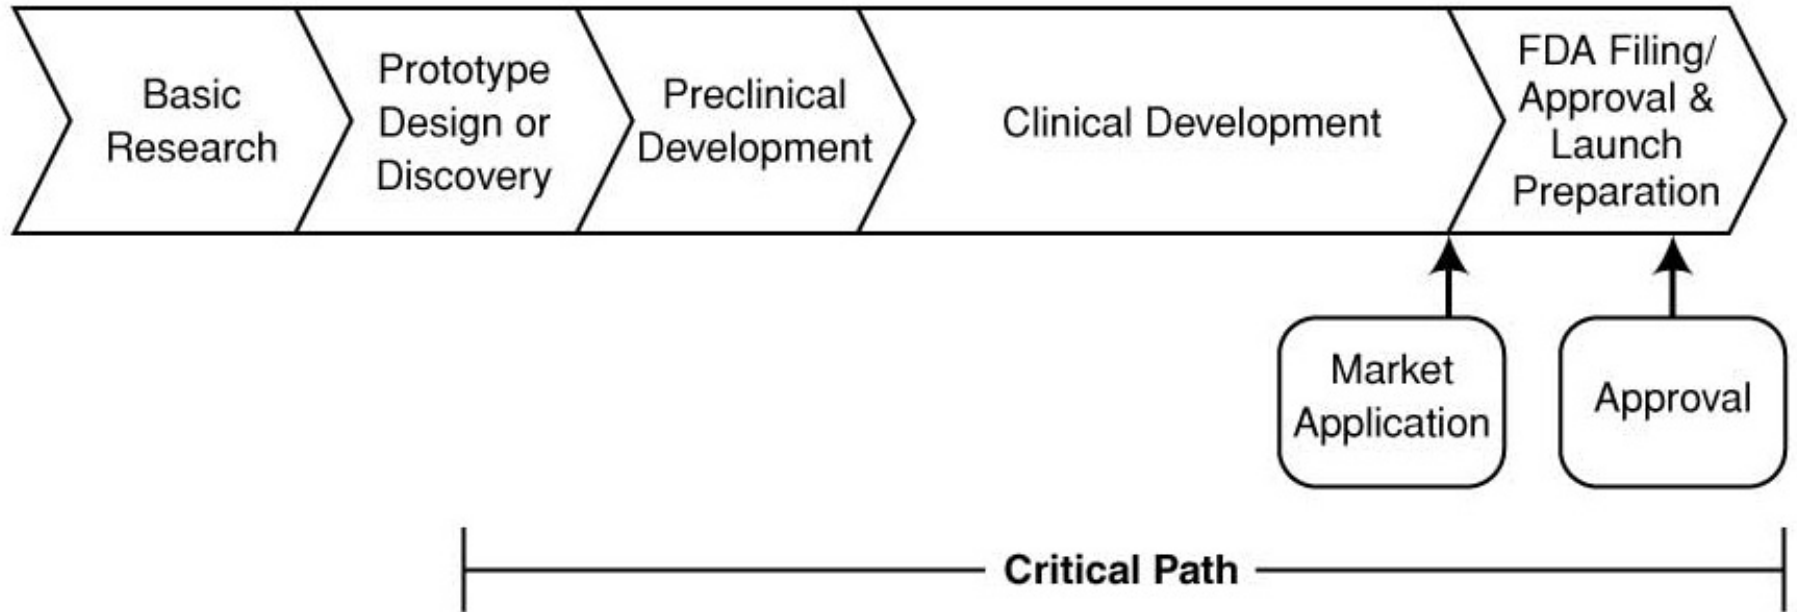 Basic
Research
Prototype
Design or
Discovery
Preclinical
Development
Clinical Development
FDA Filing/
Approval &
Launch
Preparation
Market
Application
Approval
Critical Path